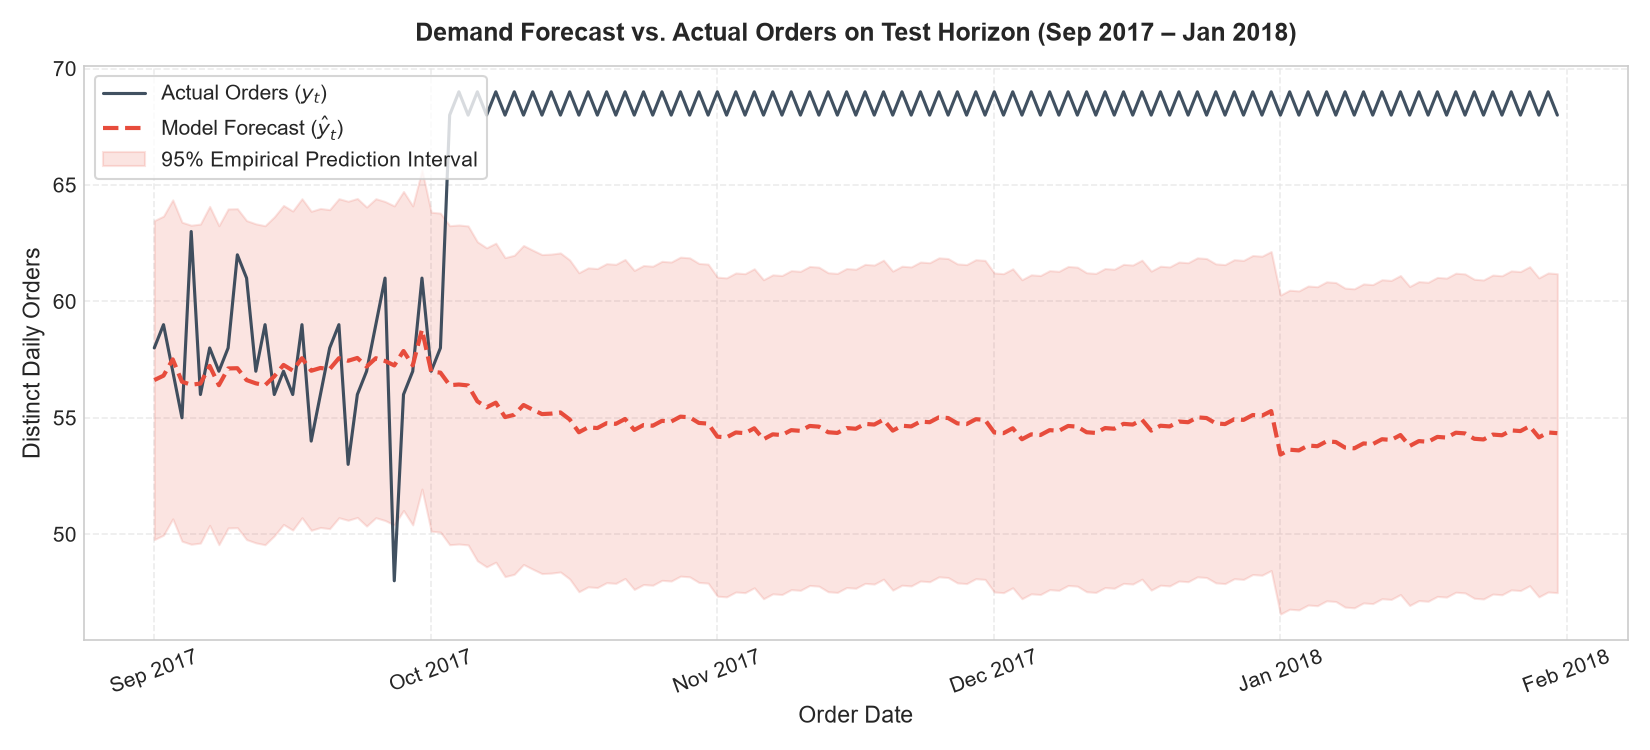 Demand Forecast vs. Actual Orders on Test Horizon (Sep 2017 – Jan 2018)
Actual Orders (yₜ)
Model Forecast (ŷₜ)
95% Empirical Prediction Interval
Distinct Daily Orders
70
65
60
55
50
Sep 2017
Oct 2017
Nov 2017
Dec 2017
Jan 2018
Feb 2018
Order Date